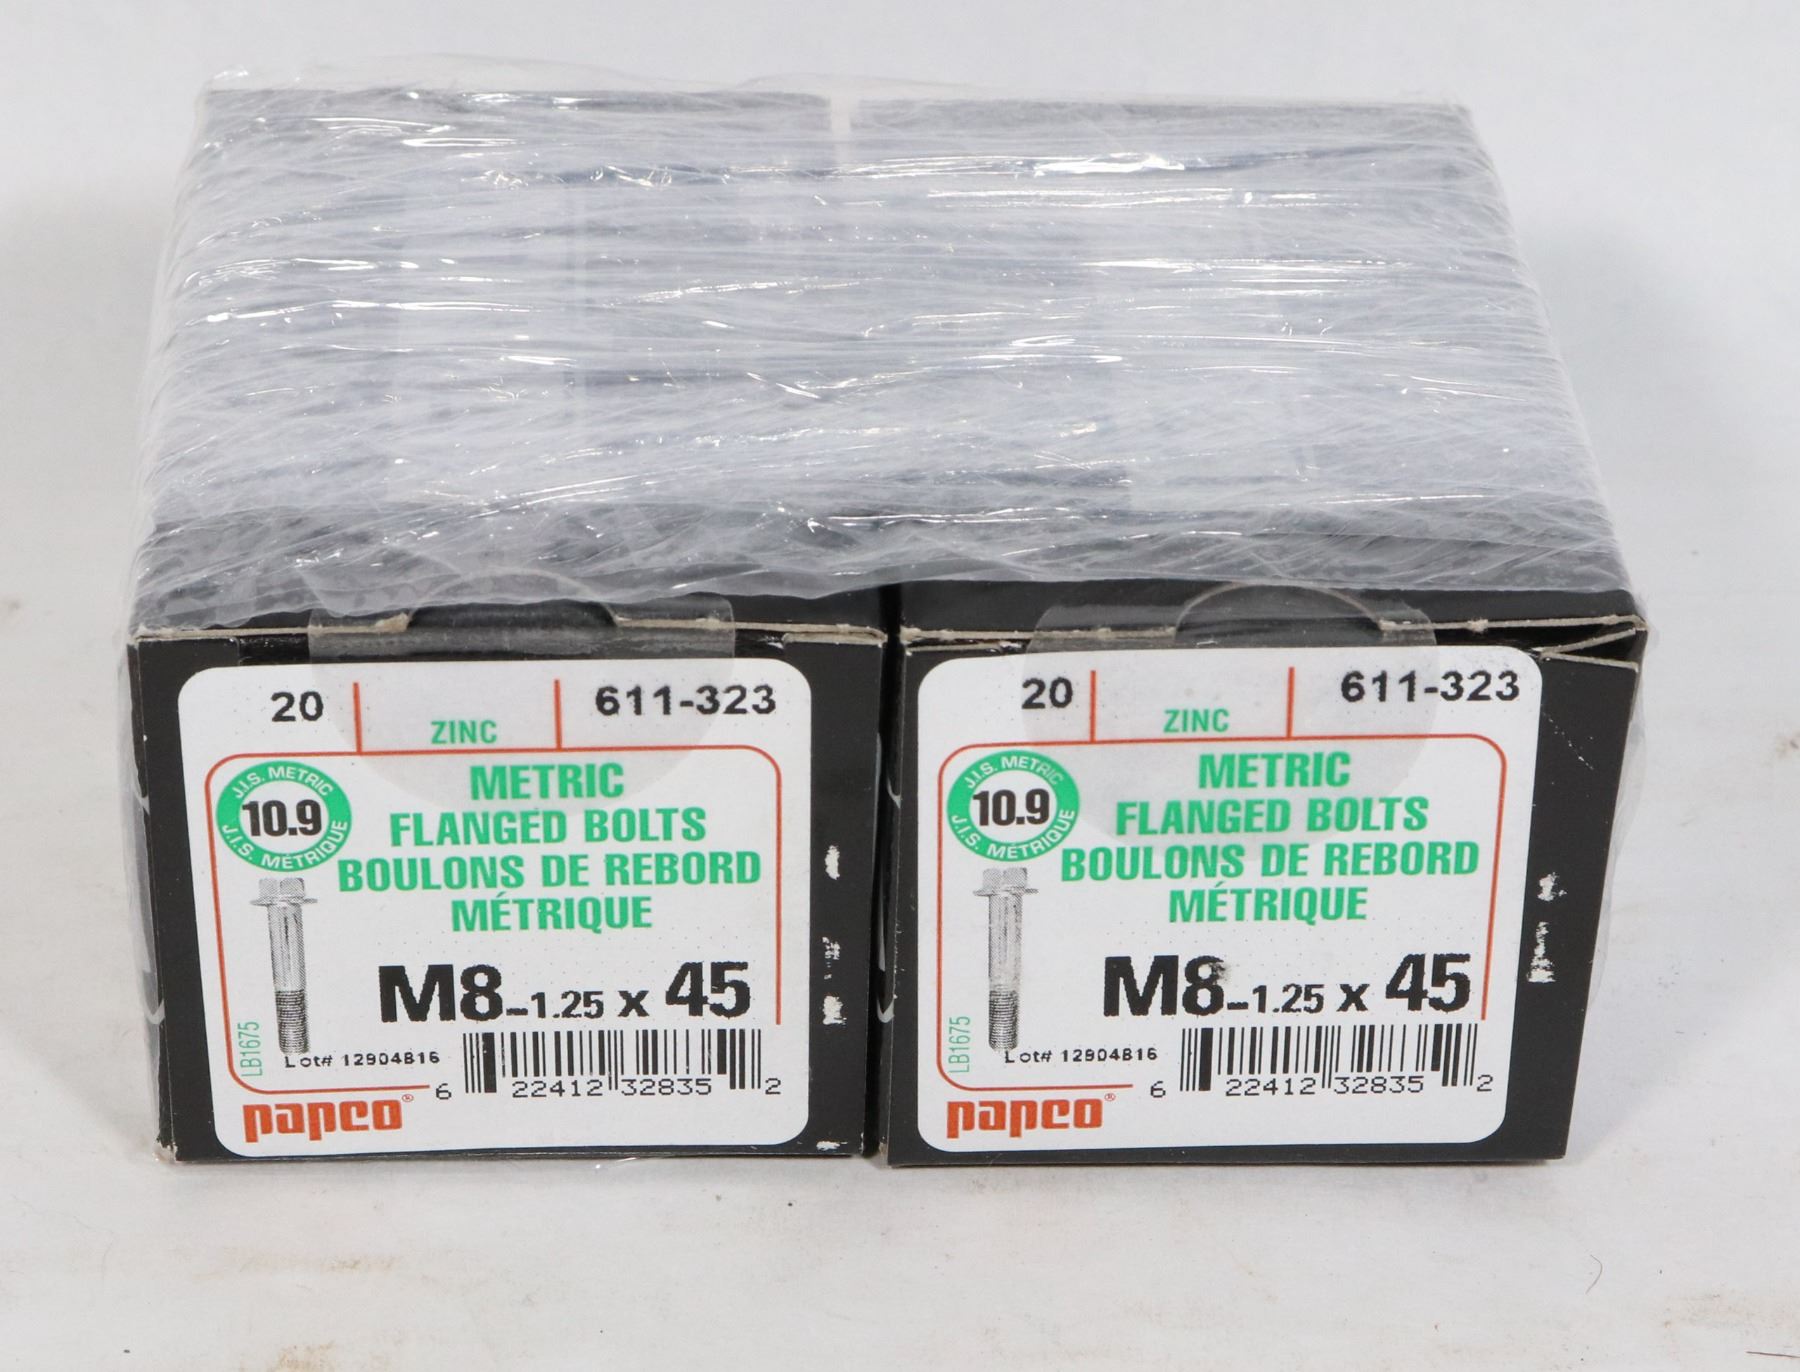 20 ZINC 611-323
J.I.S. METRIC
10.9
J.I.S. MÉTRIQUE
METRIC
FLANGED BOLTS
BOULONS DE REBORD
MÉTRIQUE
M8-1.25 x 45
LB1675
Lot# 12904816
6 22412 32835 2
papco®
20 ZINC 611-323
J.I.S. METRIC
10.9
J.I.S. MÉTRIQUE
METRIC
FLANGED BOLTS
BOULONS DE REBORD
MÉTRIQUE
M8-1.25 x 45
LB1675
Lot# 12904816
6 22412 32835 2
papco®